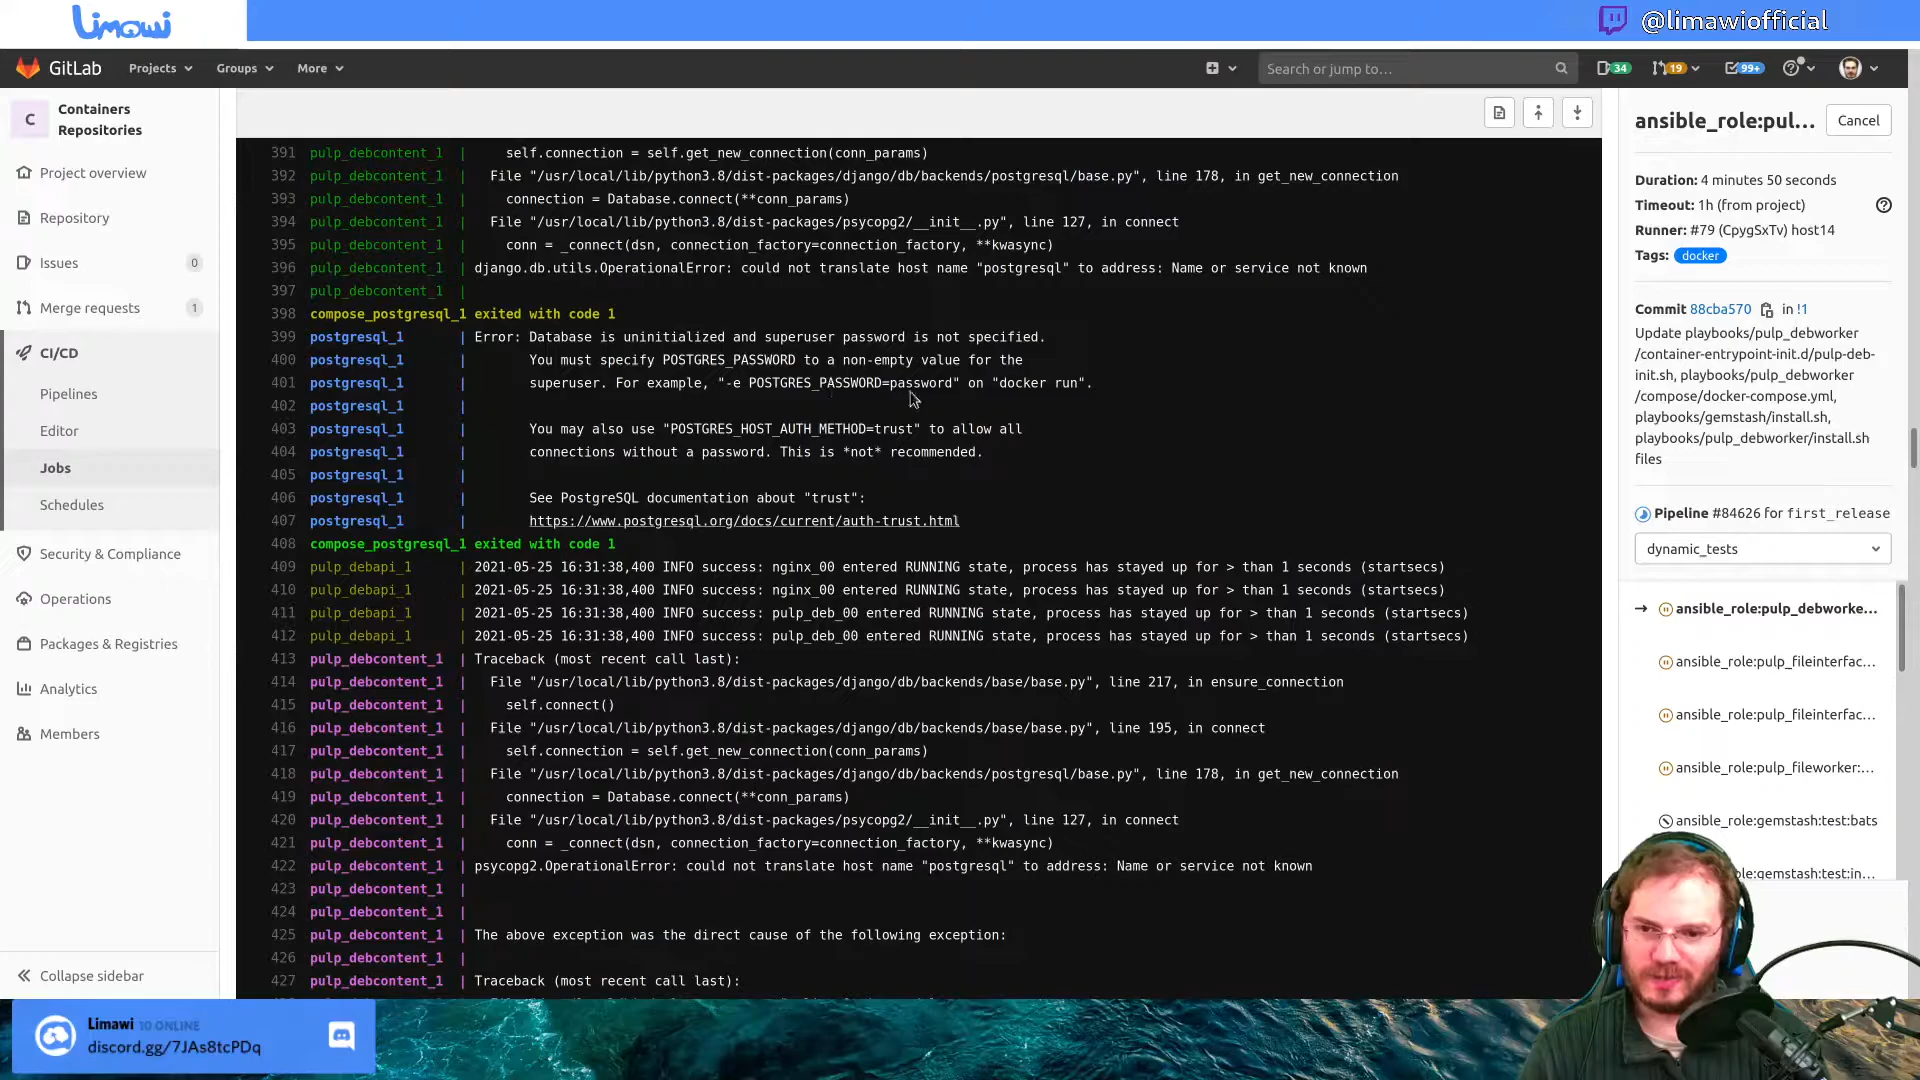 Limawi
@limawiofficial
GitLab
Projects
Groups
More
Search or jump to...
34
19
99+
C
Containers
Repositories
Project overview
Repository
Issues
0
Merge requests
1
CI/CD
Pipelines
Editor
Jobs
Schedules
Security & Compliance
Operations
Packages & Registries
Analytics
Members
Collapse sidebar
391 pulp_debcontent_1 | self.connection = self.get_new_connection(conn_params)
392 pulp_debcontent_1 | File "/usr/local/lib/python3.8/dist-packages/django/db/backends/postgresql/base.py", line 178, in get_new_connection
393 pulp_debcontent_1 | connection = Database.connect(**conn_params)
394 pulp_debcontent_1 | File "/usr/local/lib/python3.8/dist-packages/psycopg2/__init__.py", line 127, in connect
395 pulp_debcontent_1 | conn = _connect(dsn, connection_factory=connection_factory, **kwasync)
396 pulp_debcontent_1 | django.db.utils.OperationalError: could not translate host name "postgresql" to address: Name or service not known
397 pulp_debcontent_1 |
398 compose_postgresql_1 exited with code 1
399 postgresql_1 | Error: Database is uninitialized and superuser password is not specified.
400 postgresql_1 | You must specify POSTGRES_PASSWORD to a non-empty value for the
401 postgresql_1 | superuser. For example, "-e POSTGRES_PASSWORD=password" on "docker run".
402 postgresql_1 |
403 postgresql_1 | You may also use "POSTGRES_HOST_AUTH_METHOD=trust" to allow all
404 postgresql_1 | connections without a password. This is *not* recommended.
405 postgresql_1 |
406 postgresql_1 | See PostgreSQL documentation about "trust":
407 postgresql_1 | https://www.postgresql.org/docs/current/auth-trust.html
408 compose_postgresql_1 exited with code 1
409 pulp_debapi_1 | 2021-05-25 16:31:38,400 INFO success: nginx_00 entered RUNNING state, process has stayed up for > than 1 seconds (startsecs)
410 pulp_debapi_1 | 2021-05-25 16:31:38,400 INFO success: nginx_00 entered RUNNING state, process has stayed up for > than 1 seconds (startsecs)
411 pulp_debapi_1 | 2021-05-25 16:31:38,400 INFO success: pulp_deb_00 entered RUNNING state, process has stayed up for > than 1 seconds (startsecs)
412 pulp_debapi_1 | 2021-05-25 16:31:38,400 INFO success: pulp_deb_00 entered RUNNING state, process has stayed up for > than 1 seconds (startsecs)
413 pulp_debcontent_1 | Traceback (most recent call last):
414 pulp_debcontent_1 | File "/usr/local/lib/python3.8/dist-packages/django/db/backends/base/base.py", line 217, in ensure_connection
415 pulp_debcontent_1 | self.connect()
416 pulp_debcontent_1 | File "/usr/local/lib/python3.8/dist-packages/django/db/backends/base/base.py", line 195, in connect
417 pulp_debcontent_1 | self.connection = self.get_new_connection(conn_params)
418 pulp_debcontent_1 | File "/usr/local/lib/python3.8/dist-packages/django/db/backends/postgresql/base.py", line 178, in get_new_connection
419 pulp_debcontent_1 | connection = Database.connect(**conn_params)
420 pulp_debcontent_1 | File "/usr/local/lib/python3.8/dist-packages/psycopg2/__init__.py", line 127, in connect
421 pulp_debcontent_1 | conn = _connect(dsn, connection_factory=connection_factory, **kwasync)
422 pulp_debcontent_1 | psycopg2.OperationalError: could not translate host name "postgresql" to address: Name or service not known
423 pulp_debcontent_1 |
424 pulp_debcontent_1 |
425 pulp_debcontent_1 | The above exception was the direct cause of the following exception:
426 pulp_debcontent_1 |
427 pulp_debcontent_1 | Traceback (most recent call last):
ansible_role:pul...
Cancel
Duration: 4 minutes 50 seconds
Timeout: 1h (from project)
Runner: #79 (CpygSxTv) host14
Tags: docker
Commit 88cba570 in !1
Update playbooks/pulp_debworker
/container-entrypoint-init.d/pulp-deb-
init.sh, playbooks/pulp_debworker
/compose/docker-compose.yml,
playbooks/gemstash/install.sh,
playbooks/pulp_debworker/install.sh
files
Pipeline #84626 for first_release
dynamic_tests
ansible_role:pulp_debworke...
ansible_role:pulp_fileinterfac...
ansible_role:pulp_fileinterfac...
ansible_role:pulp_fileworker:...
ansible_role:gemstash:test:bats
ansible_role:gemstash:test:in...
Limawi 10 ONLINE
discord.gg/7JAs8tcPDq